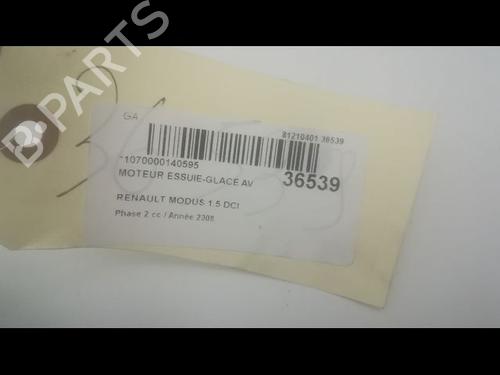 B-PARTS
GA
81210401 36539
*1070000140595
MOTEUR ESSUIE-GLACE AV
36539
RENAULT MODUS 1.5 DCI
Phase 2 cc / Année 2008